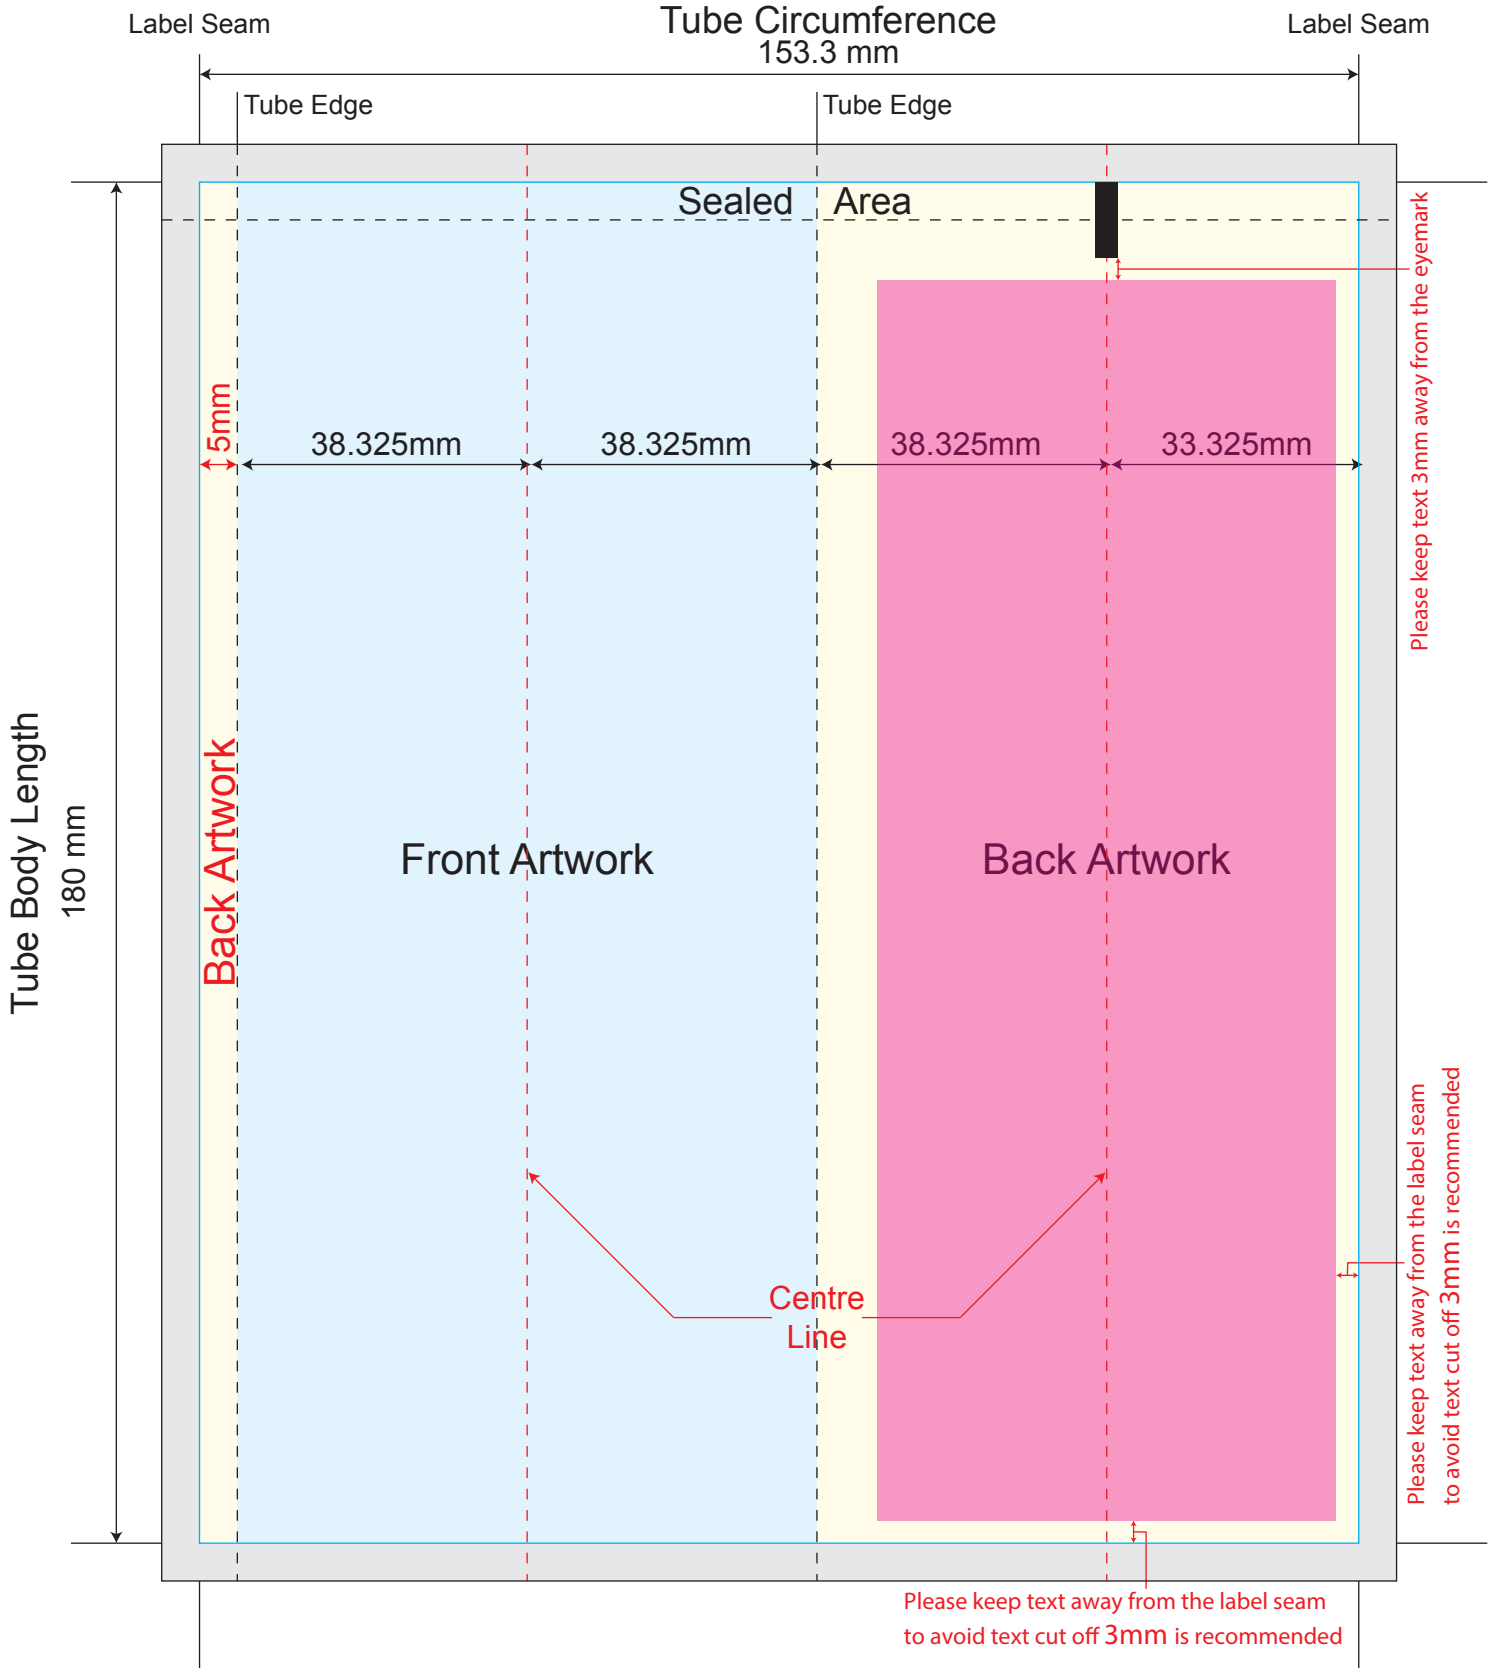 Label Seam
Tube Circumference
Label Seam
153.3 mm
Tube Edge
Tube Edge
Sealed Area
Please keep text 3mm away from the eyemark
5mm
38.325mm
38.325mm
38.325mm
33.325mm
Tube Body Length
180 mm
Back Artwork
Front Artwork
Back Artwork
Centre
Line
Please keep text away from the label seam
to avoid text cut off 3mm is recommended
Please keep text away from the label seam
to avoid text cut off 3mm is recommended